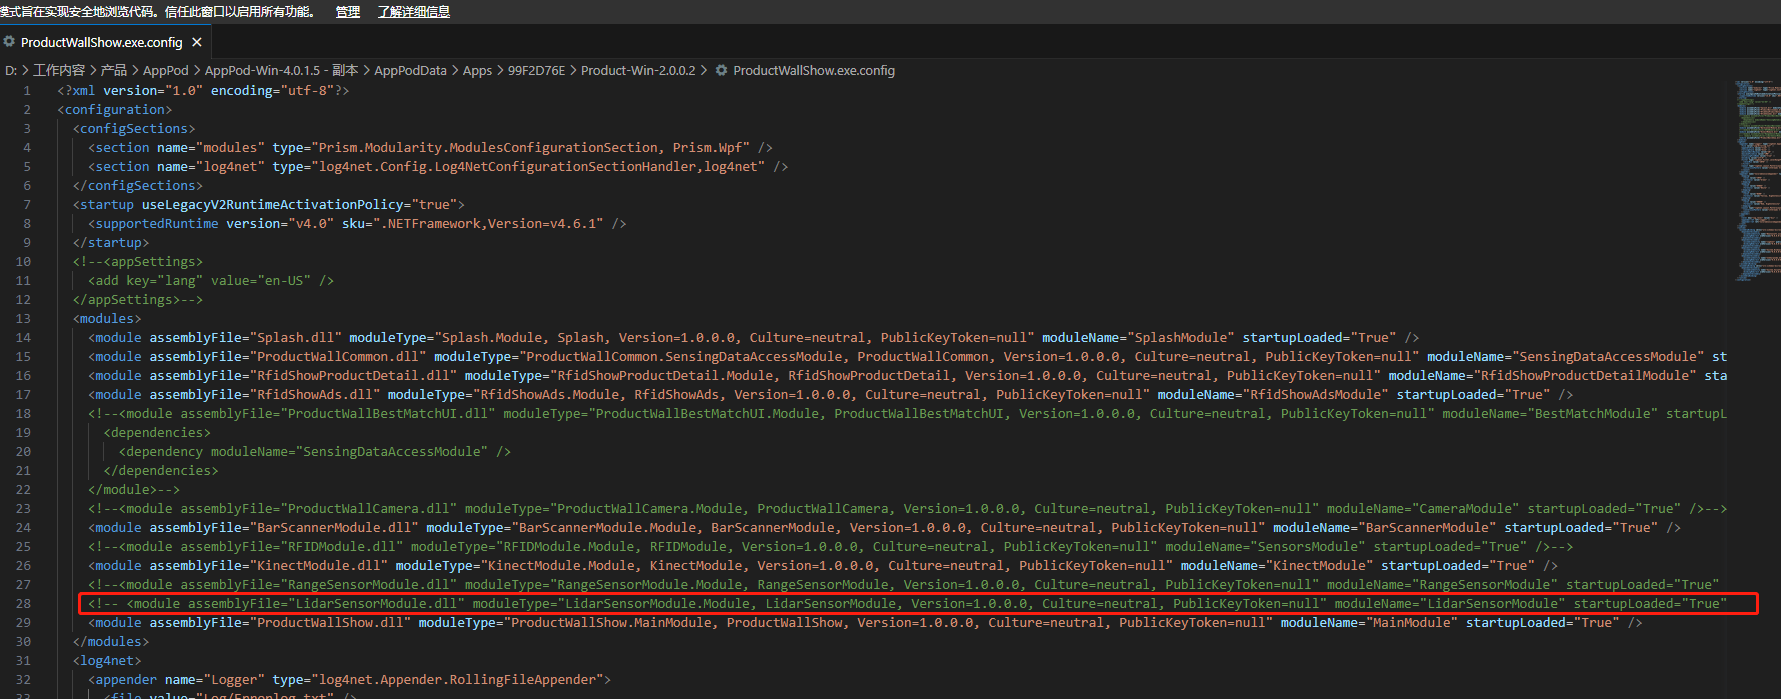 模式旨在实现安全地浏览代码。信任此窗口以启用所有功能。 管理 了解详细信息
ProductWallShow.exe.config ×
D: > 工作内容 > 产品 > AppPod > AppPod-Win-4.0.1.5 - 副本 > AppPodData > Apps > 99F2D76E > Product-Win-2.0.0.2 > ProductWallShow.exe.config
1 <?xml version="1.0" encoding="utf-8"?>
2 <configuration>
3 <configSections>
4 <section name="modules" type="Prism.Modularity.ModulesConfigurationSection, Prism.Wpf" />
5 <section name="log4net" type="log4net.Config.Log4NetConfigurationSectionHandler,log4net" />
6 </configSections>
7 <startup useLegacyV2RuntimeActivationPolicy="true">
8 <supportedRuntime version="v4.0" sku=".NETFramework,Version=v4.6.1" />
9 </startup>
10 <!--<appSettings>
11 <add key="lang" value="en-US" />
12 </appSettings>-->
13 <modules>
14 <module assemblyFile="Splash.dll" moduleType="Splash.Module, Splash, Version=1.0.0.0, Culture=neutral, PublicKeyToken=null" moduleName="SplashModule" startupLoaded="True" />
15 <module assemblyFile="ProductWallCommon.dll" moduleType="ProductWallCommon.SensingDataAccessModule, ProductWallCommon, Version=1.0.0.0, Culture=neutral, PublicKeyToken=null" moduleName="SensingDataAccessModule" st
16 <module assemblyFile="RfidShowProductDetail.dll" moduleType="RfidShowProductDetail.Module, RfidShowProductDetail, Version=1.0.0.0, Culture=neutral, PublicKeyToken=null" moduleName="RfidShowProductDetailModule" sta
17 <module assemblyFile="RfidShowAds.dll" moduleType="RfidShowAds.Module, RfidShowAds, Version=1.0.0.0, Culture=neutral, PublicKeyToken=null" moduleName="RfidShowAdsModule" startupLoaded="True" />
18 <!--<module assemblyFile="ProductWallBestMatchUI.dll" moduleType="ProductWallBestMatchUI.Module, ProductWallBestMatchUI, Version=1.0.0.0, Culture=neutral, PublicKeyToken=null" moduleName="BestMatchModule" startupL
19 <dependencies>
20 <dependency moduleName="SensingDataAccessModule" />
21 </dependencies>
22 </module>-->
23 <!--<module assemblyFile="ProductWallCamera.dll" moduleType="ProductWallCamera.Module, ProductWallCamera, Version=1.0.0.0, Culture=neutral, PublicKeyToken=null" moduleName="CameraModule" startupLoaded="True" />-->
24 <module assemblyFile="BarScannerModule.dll" moduleType="BarScannerModule.Module, BarScannerModule, Version=1.0.0.0, Culture=neutral, PublicKeyToken=null" moduleName="BarScannerModule" startupLoaded="True" />
25 <!--<module assemblyFile="RFIDModule.dll" moduleType="RFIDModule.Module, RFIDModule, Version=1.0.0.0, Culture=neutral, PublicKeyToken=null" moduleName="SensorsModule" startupLoaded="True" />-->
26 <module assemblyFile="KinectModule.dll" moduleType="KinectModule.Module, KinectModule, Version=1.0.0.0, Culture=neutral, PublicKeyToken=null" moduleName="KinectModule" startupLoaded="True" />
27 <!--<module assemblyFile="RangeSensorModule.dll" moduleType="RangeSensorModule.Module, RangeSensorModule, Version=1.0.0.0, Culture=neutral, PublicKeyToken=null" moduleName="RangeSensorModule" startupLoaded="True"
28 <!-- <module assemblyFile="LidarSensorModule.dll" moduleType="LidarSensorModule.Module, LidarSensorModule, Version=1.0.0.0, Culture=neutral, PublicKeyToken=null" moduleName="LidarSensorModule" startupLoaded="True"
29 <module assemblyFile="ProductWallShow.dll" moduleType="ProductWallShow.MainModule, ProductWallShow, Version=1.0.0.0, Culture=neutral, PublicKeyToken=null" moduleName="MainModule" startupLoaded="True" />
30 </modules>
31 <log4net>
32 <appender name="Logger" type="log4net.Appender.RollingFileAppender">
33